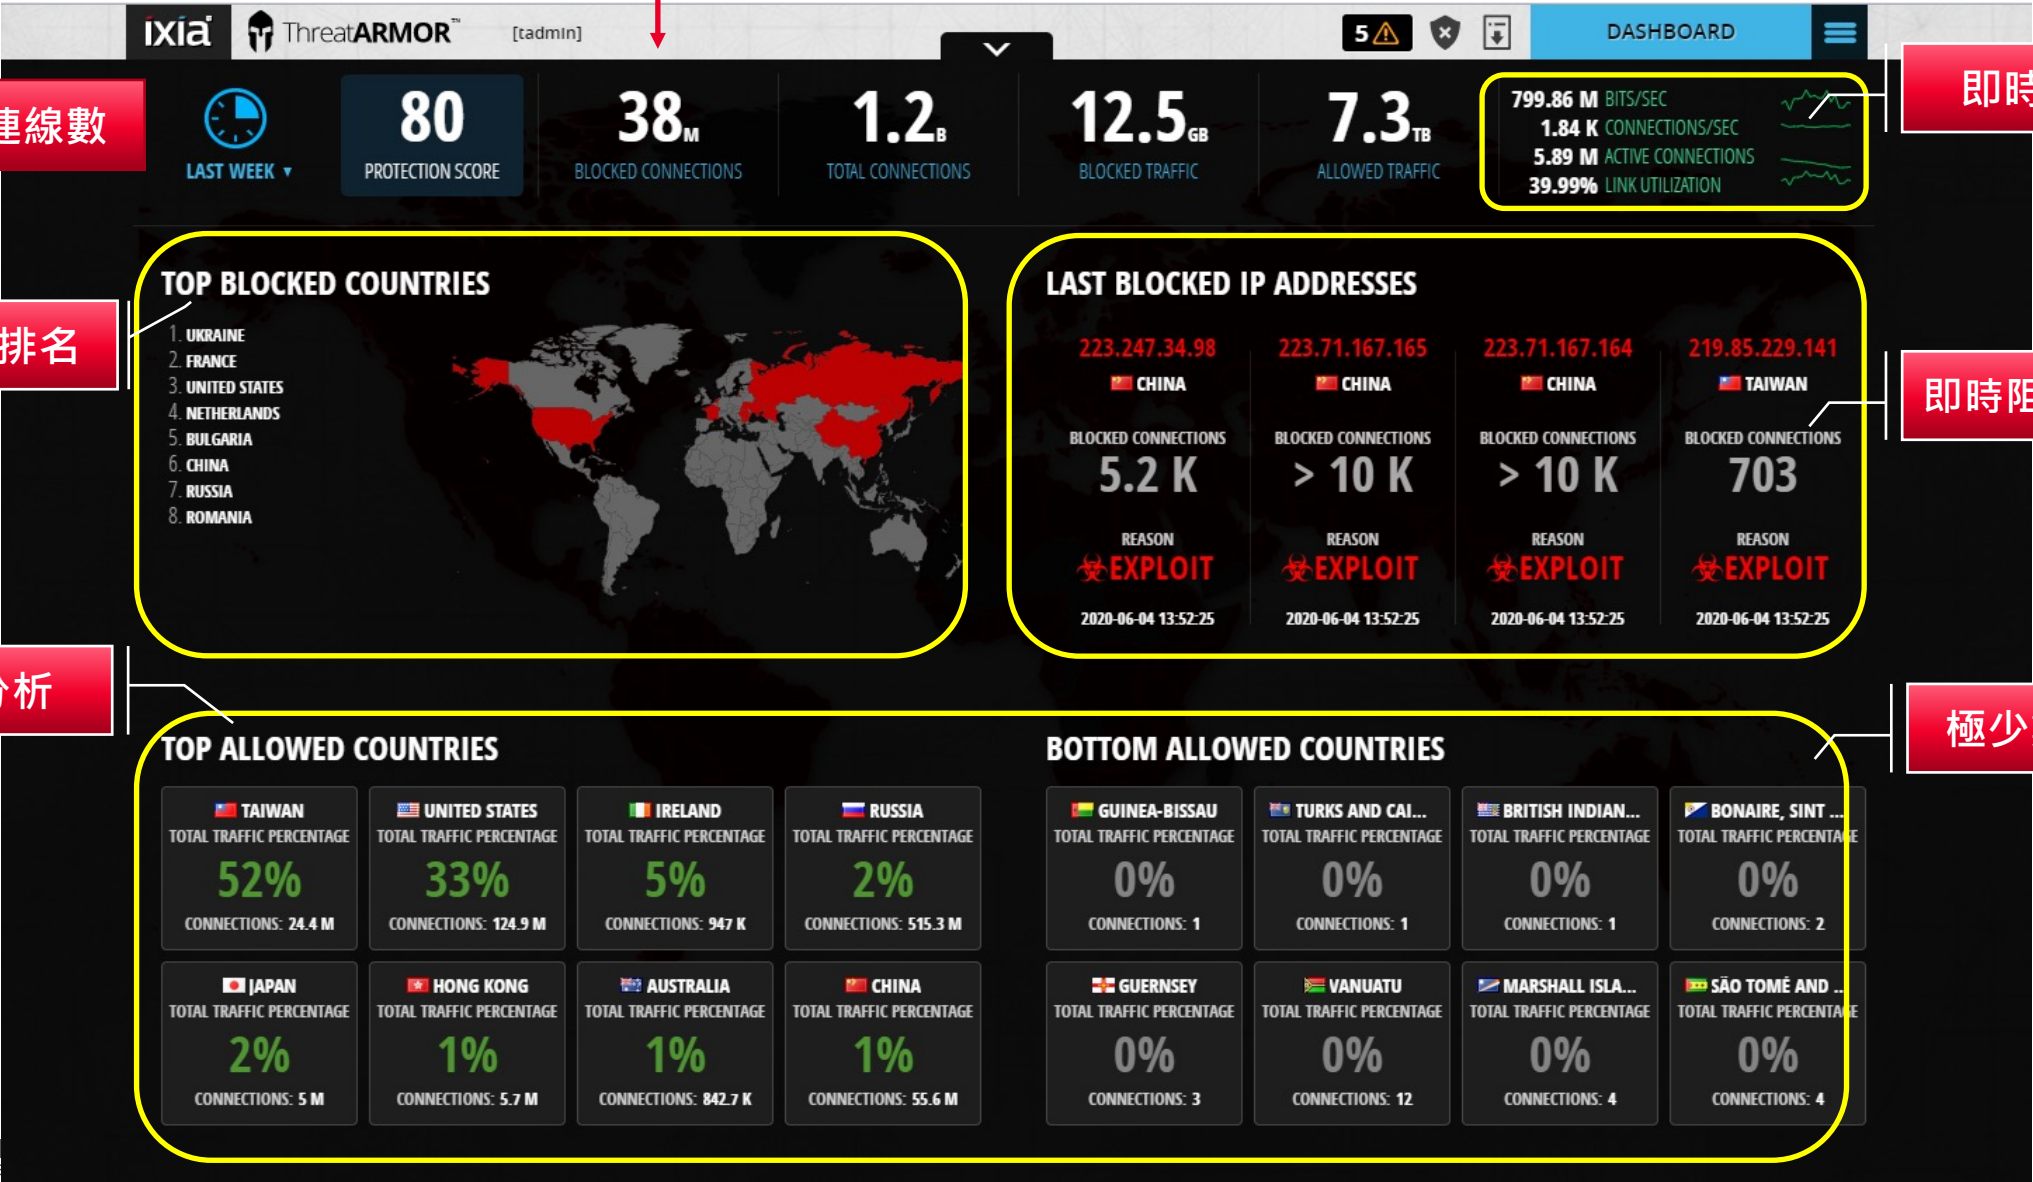 ixia ThreatARMOR™ [tadmin] 5 DASHBOARD
連線數
即時
LAST WEEK
80
PROTECTION SCORE
38M
BLOCKED CONNECTIONS
1.2B
TOTAL CONNECTIONS
12.5GB
BLOCKED TRAFFIC
7.3TB
ALLOWED TRAFFIC
799.86 M BITS/SEC
1.84 K CONNECTIONS/SEC
5.89 M ACTIVE CONNECTIONS
39.99% LINK UTILIZATION
TOP BLOCKED COUNTRIES
排名
1. UKRAINE
2. FRANCE
3. UNITED STATES
4. NETHERLANDS
5. BULGARIA
6. CHINA
7. RUSSIA
8. ROMANIA
LAST BLOCKED IP ADDRESSES
223.247.34.98 223.71.167.165 223.71.167.164 219.85.229.141
CHINA CHINA CHINA TAIWAN
即時阻
BLOCKED CONNECTIONS BLOCKED CONNECTIONS BLOCKED CONNECTIONS BLOCKED CONNECTIONS
5.2 K > 10 K > 10 K 703
REASON REASON REASON REASON
EXPLOIT EXPLOIT EXPLOIT EXPLOIT
2020-06-04 13:52:25 2020-06-04 13:52:25 2020-06-04 13:52:25 2020-06-04 13:52:25
析
極少
TOP ALLOWED COUNTRIES
TAIWAN UNITED STATES IRELAND RUSSIA
TOTAL TRAFFIC PERCENTAGE TOTAL TRAFFIC PERCENTAGE TOTAL TRAFFIC PERCENTAGE TOTAL TRAFFIC PERCENTAGE
52% 33% 5% 2%
CONNECTIONS: 24.4 M CONNECTIONS: 124.9 M CONNECTIONS: 947 K CONNECTIONS: 515.3 M
JAPAN HONG KONG AUSTRALIA CHINA
TOTAL TRAFFIC PERCENTAGE TOTAL TRAFFIC PERCENTAGE TOTAL TRAFFIC PERCENTAGE TOTAL TRAFFIC PERCENTAGE
2% 1% 1% 1%
CONNECTIONS: 5 M CONNECTIONS: 5.7 M CONNECTIONS: 842.7 K CONNECTIONS: 55.6 M
BOTTOM ALLOWED COUNTRIES
GUINEA-BISSAU TURKS AND CAI... BRITISH INDIAN... BONAIRE, SINT ...
TOTAL TRAFFIC PERCENTAGE TOTAL TRAFFIC PERCENTAGE TOTAL TRAFFIC PERCENTAGE TOTAL TRAFFIC PERCENTAGE
0% 0% 0% 0%
CONNECTIONS: 1 CONNECTIONS: 1 CONNECTIONS: 1 CONNECTIONS: 2
GUERNSEY VANUATU MARSHALL ISLA... SÃO TOMÉ AND ...
TOTAL TRAFFIC PERCENTAGE TOTAL TRAFFIC PERCENTAGE TOTAL TRAFFIC PERCENTAGE TOTAL TRAFFIC PERCENTAGE
0% 0% 0% 0%
CONNECTIONS: 3 CONNECTIONS: 12 CONNECTIONS: 4 CONNECTIONS: 4